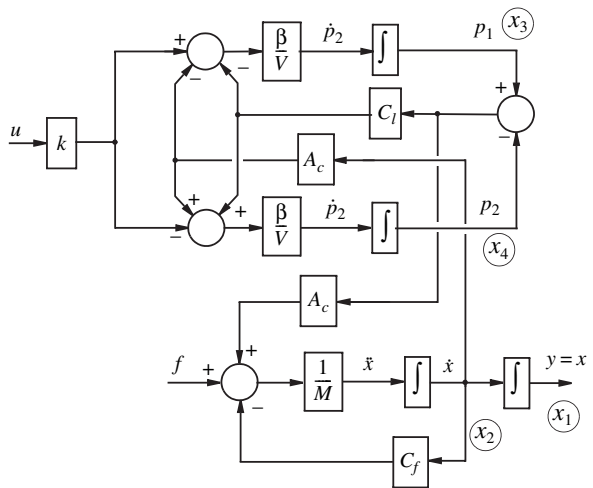 ṗ₂ p₁ x₃
+ − β/V ∫ +
− C_l
u k A_c −
+ + ṗ₂ p₂
− β/V ∫ x₄
A_c
+
f + 1/M ẍ ∫ ẋ ∫ y = x
− x₂ x₁
C_f